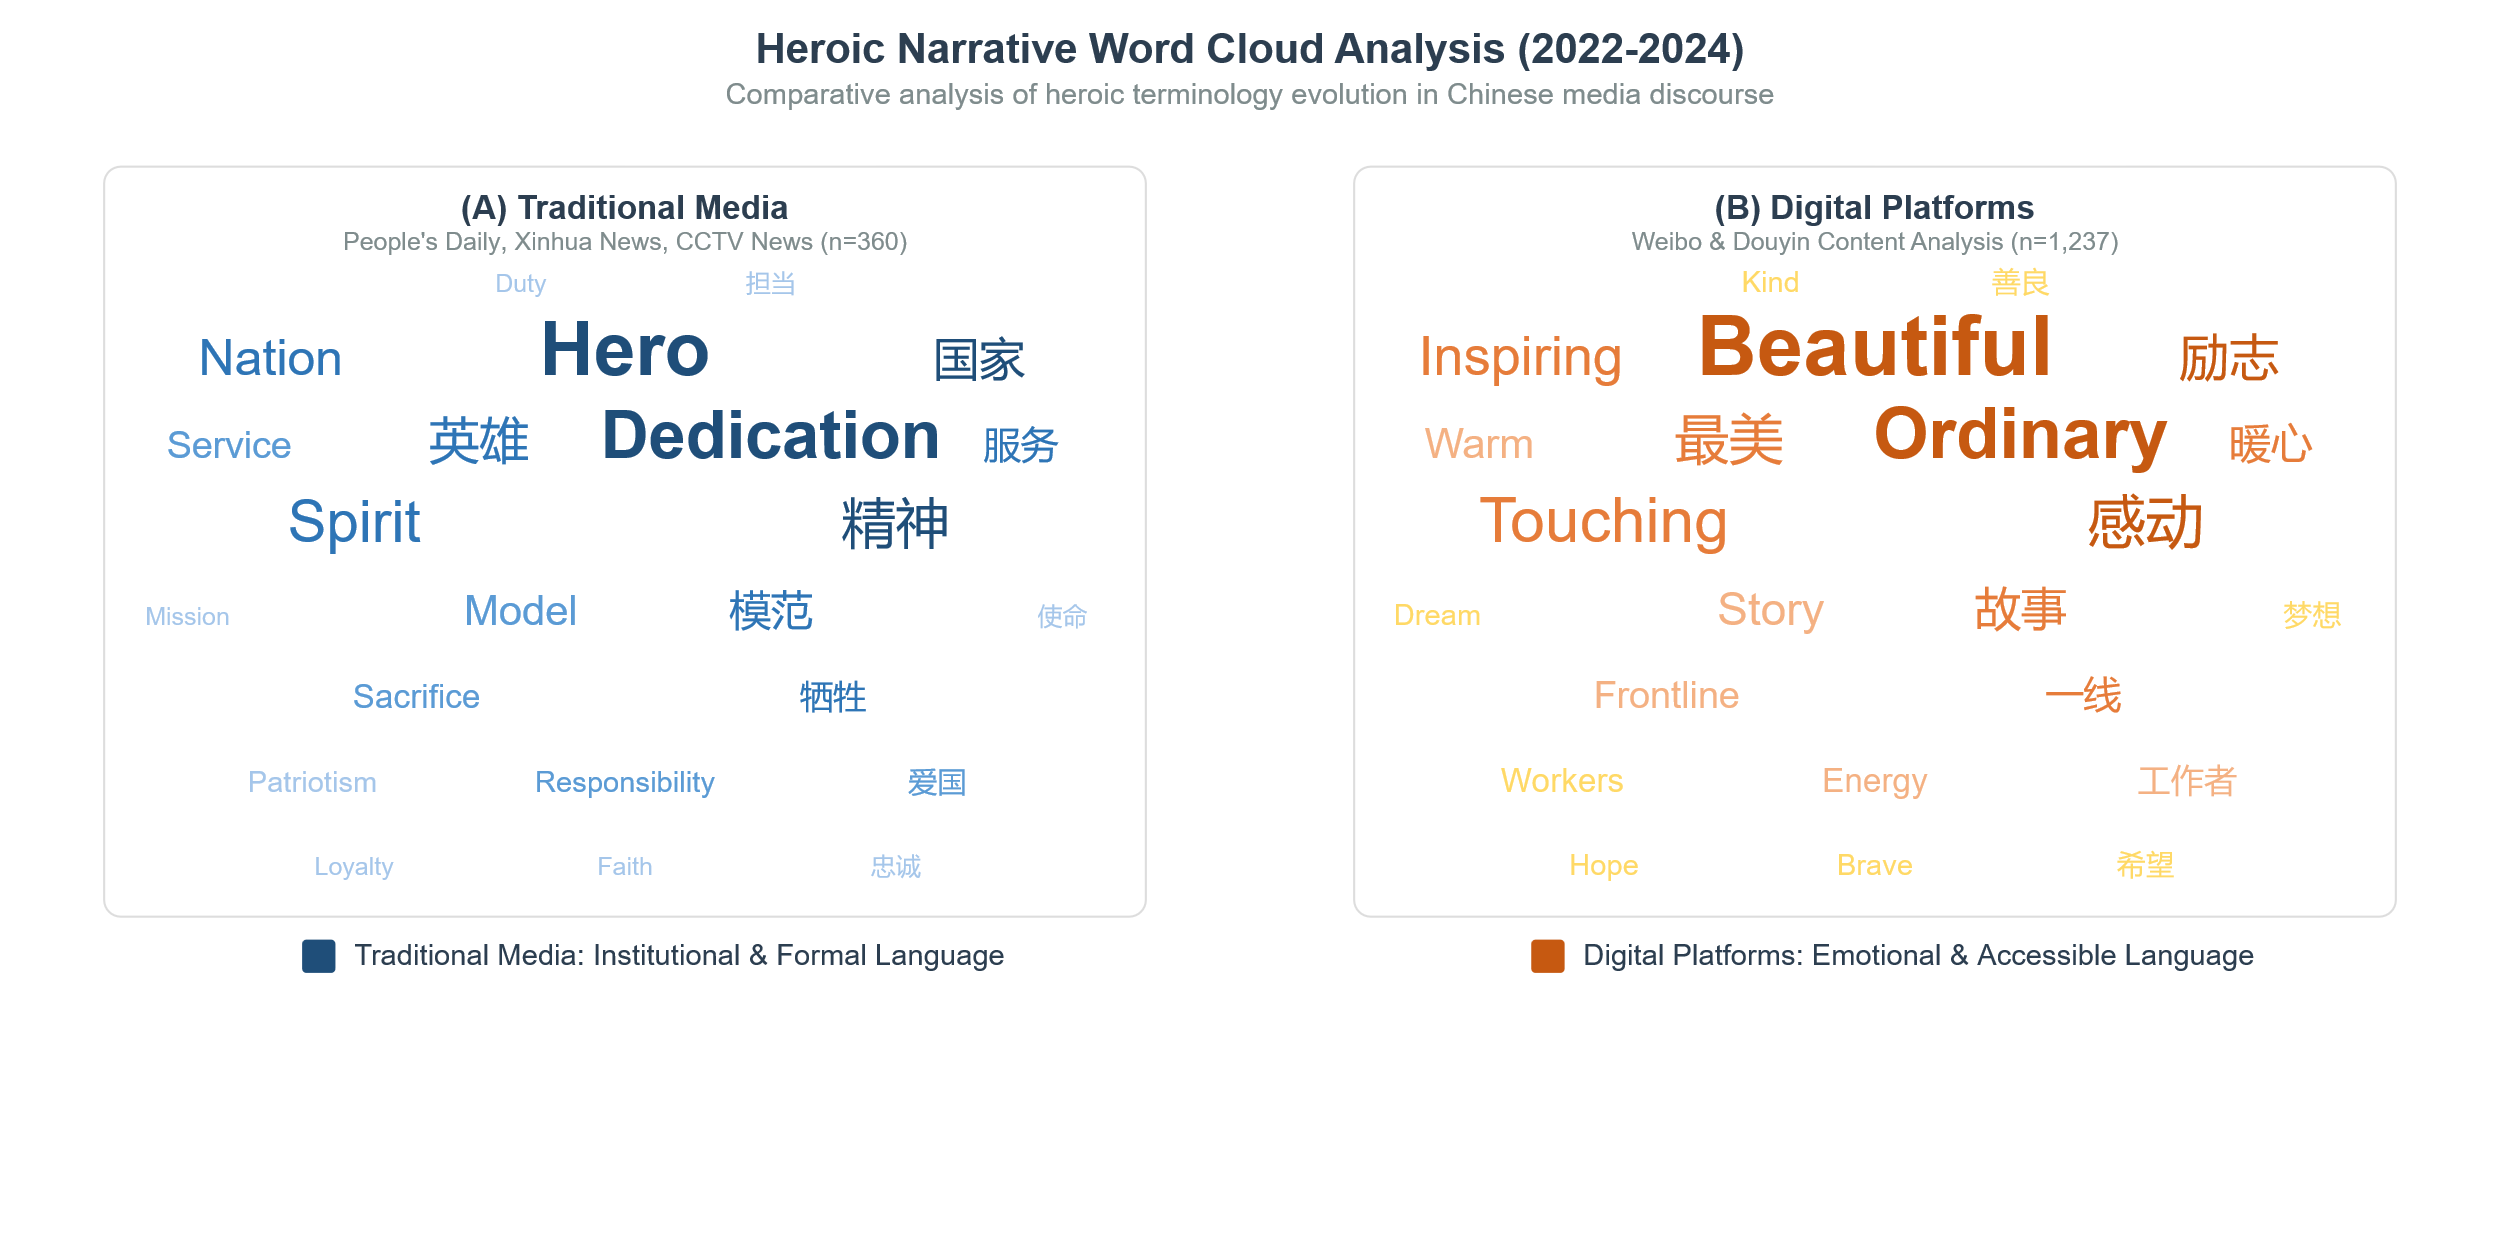 Heroic Narrative Word Cloud Analysis (2022-2024)
Comparative analysis of heroic terminology evolution in Chinese media discourse
(A) Traditional Media
People's Daily, Xinhua News, CCTV News (n=360)
Duty 担当
Nation Hero 国家
Service 英雄 Dedication 服务
Spirit 精神
Mission Model 模范 使命
Sacrifice 牺牲
Patriotism Responsibility 爱国
Loyalty Faith 忠诚
Traditional Media: Institutional & Formal Language
(B) Digital Platforms
Weibo & Douyin Content Analysis (n=1,237)
Kind 善良
Inspiring Beautiful 励志
Warm 最美 Ordinary 暖心
Touching 感动
Dream Story 故事 梦想
Frontline 一线
Workers Energy 工作者
Hope Brave 希望
Digital Platforms: Emotional & Accessible Language